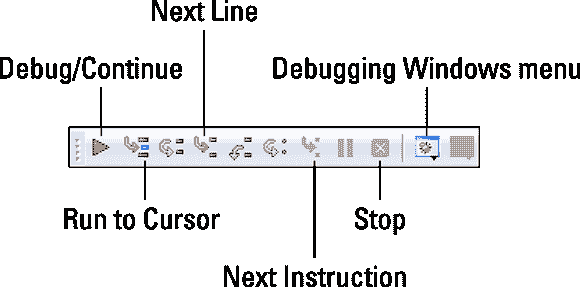 Next Line
Debug/Continue
Debugging Windows menu
Run to Cursor
Stop
Next Instruction